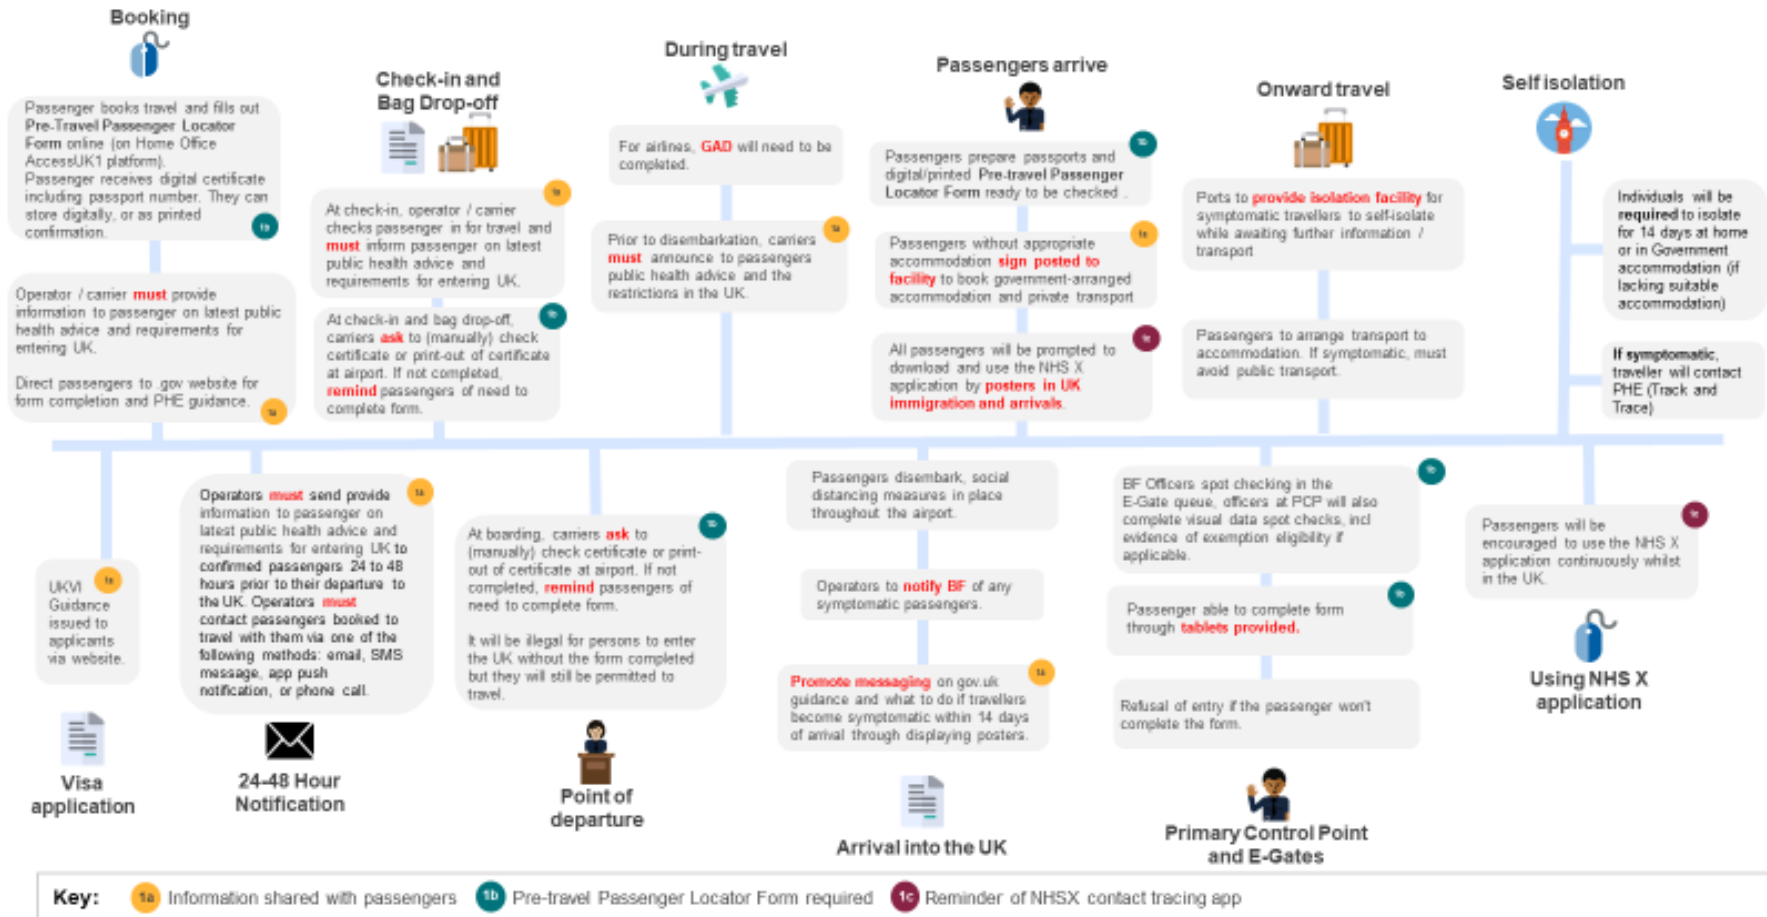 Booking
Passenger books travel and fills out
Pre-Travel Passenger Locator
Form online (on Home Office
AccessUK1 platform).
Passenger receives digital certificate
including passport number. They can
store digitally, or as printed
confirmation.
1b
Operator / carrier must provide
information to passenger on latest public
health advice and requirements for
entering UK.
Direct passengers to .gov website for
form completion and PHE guidance.
1a
Check-in and
Bag Drop-off
1a
At check-in, operator / carrier
checks passenger in for travel and
must inform passenger on latest
public health advice and
requirements for entering UK.
1b
At check-in and bag drop-off,
carriers ask to (manually) check
certificate or print-out of certificate
at airport. If not completed,
remind passengers of need to
complete form.
During travel
For airlines, GAD will need to be
completed.
1a
Prior to disembarkation, carriers
must announce to passengers
public health advice and the
restrictions in the UK.
Passengers arrive
1b
Passengers prepare passports and
digital/printed Pre-travel Passenger
Locator Form ready to be checked .
1a
Passengers without appropriate
accommodation sign posted to
facility to book government-arranged
accommodation and private transport
1c
All passengers will be prompted to
download and use the NHS X
application by posters in UK
immigration and arrivals.
Onward travel
Ports to provide isolation facility for
symptomatic travellers to self-isolate
while awaiting further information /
transport
Passengers to arrange transport to
accommodation. If symptomatic, must
avoid public transport.
Self isolation
Individuals will be
required to isolate
for 14 days at home
or in Government
accommodation (if
lacking suitable
accommodation)
If symptomatic,
traveller will contact
PHE (Track and
Trace)
1a
UKVI
Guidance
issued to
applicants
via website.
Visa
application
1a
Operators must send provide
information to passenger on
latest public health advice and
requirements for entering UK to
confirmed passengers 24 to 48
hours prior to their departure to
the UK. Operators must
contact passengers booked to
travel with them via one of the
following methods: email, SMS
message, app push
notification, or phone call.
24-48 Hour
Notification
1b
At boarding, carriers ask to
(manually) check certificate or print-
out of certificate at airport. If not
completed, remind passengers of
need to complete form.
It will be illegal for persons to enter
the UK without the form completed
but they will still be permitted to
travel.
Point of
departure
Passengers disembark, social
distancing measures in place
throughout the airport.
Operators to notify BF of any
symptomatic passengers.
1a
Promote messaging on gov.uk
guidance and what to do if travellers
become symptomatic within 14 days
of arrival through displaying posters.
Arrival into the UK
1b
BF Officers spot checking in the
E-Gate queue, officers at PCP will also
complete visual data spot checks, incl
evidence of exemption eligibility if
applicable.
1b
Passenger able to complete form
through tablets provided.
Refusal of entry if the passenger won't
complete the form.
Primary Control Point
and E-Gates
1c
Passengers will be
encouraged to use the NHS X
application continuously whilst
in the UK.
Using NHS X
application
Key: 1a Information shared with passengers 1b Pre-travel Passenger Locator Form required 1c Reminder of NHSX contact tracing app